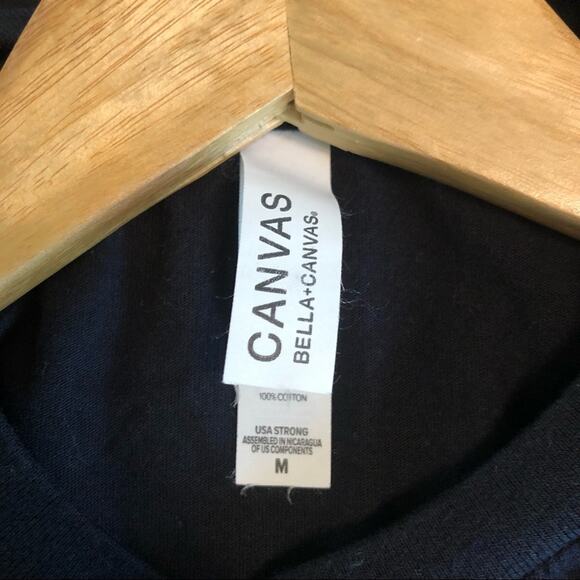 CANVAS
BELLA+CANVAS®
100% COTTON
USA STRONG
ASSEMBLED IN NICARAGUA
OF US COMPONENTS
M